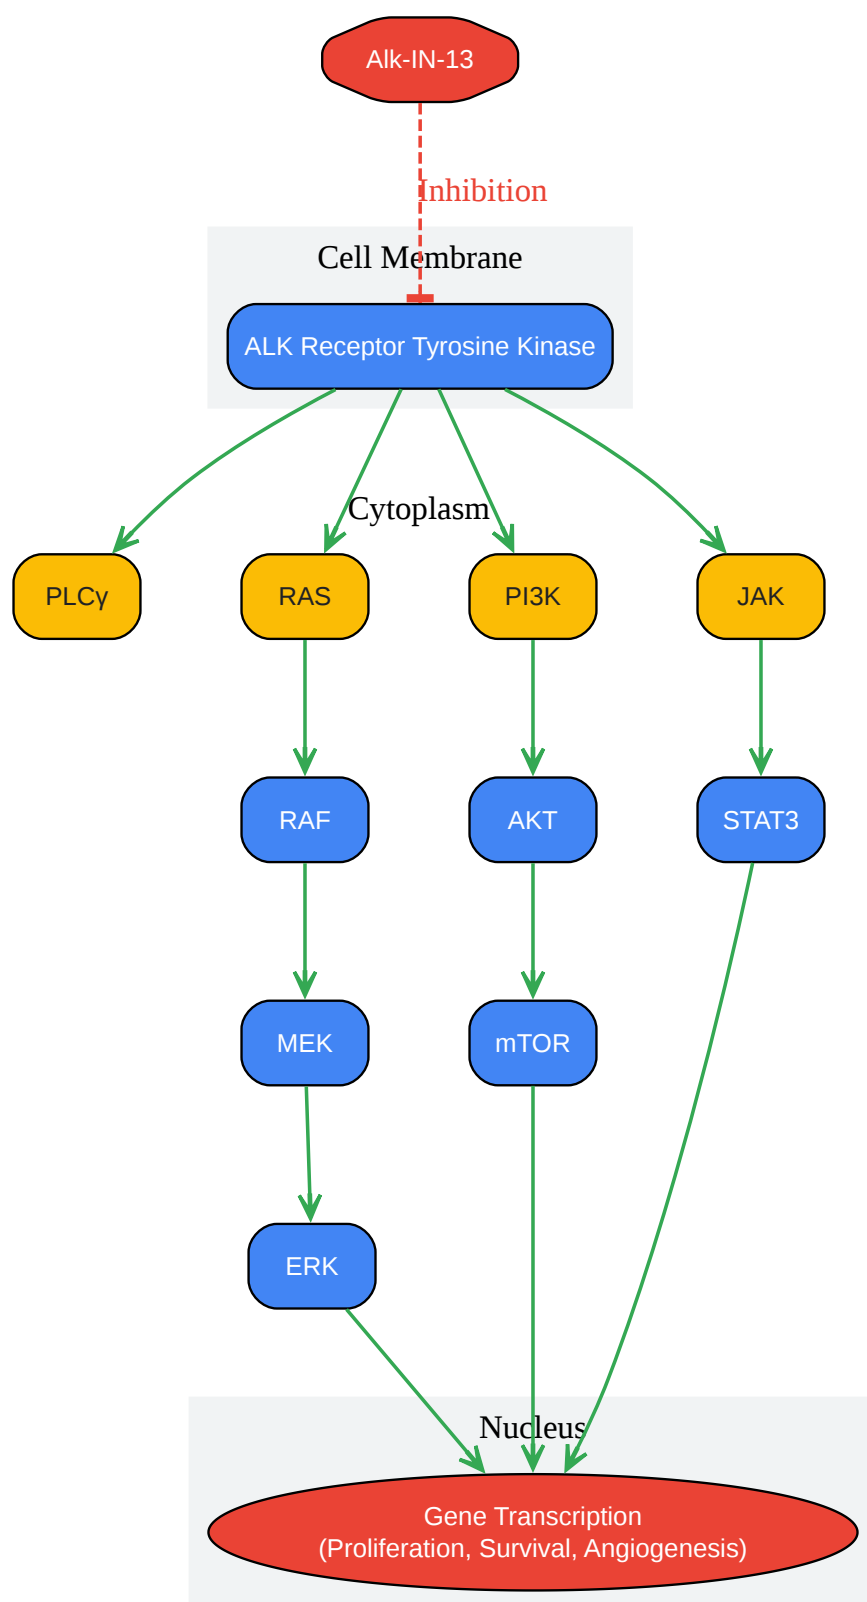 Alk-IN-13
Inhibition
Cell Membrane
ALK Receptor Tyrosine Kinase
Cytoplasm
PLCγ
RAS
PI3K
JAK
RAF
AKT
STAT3
MEK
mTOR
ERK
Nucleus
Gene Transcription
(Proliferation, Survival, Angiogenesis)